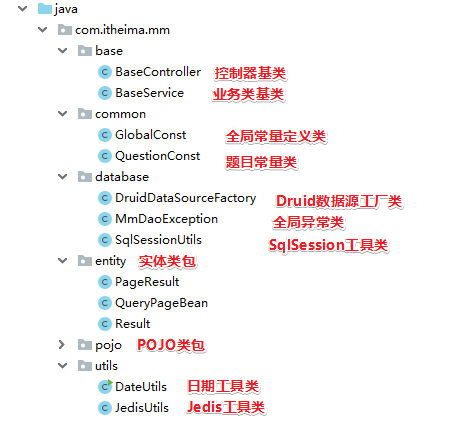 java
com.itheima.mm
base
BaseController 控制器基类
BaseService 业务类基类
common
GlobalConst 全局常量定义类
QuestionConst 题目常量类
database
DruidDataSourceFactory Druid数据源工厂类
MmDaoException 全局异常类
SqlSessionUtils SqlSession工具类
entity 实体类包
PageResult
QueryPageBean
Result
pojo POJO类包
utils
DateUtils 日期工具类
JedisUtils Jedis工具类